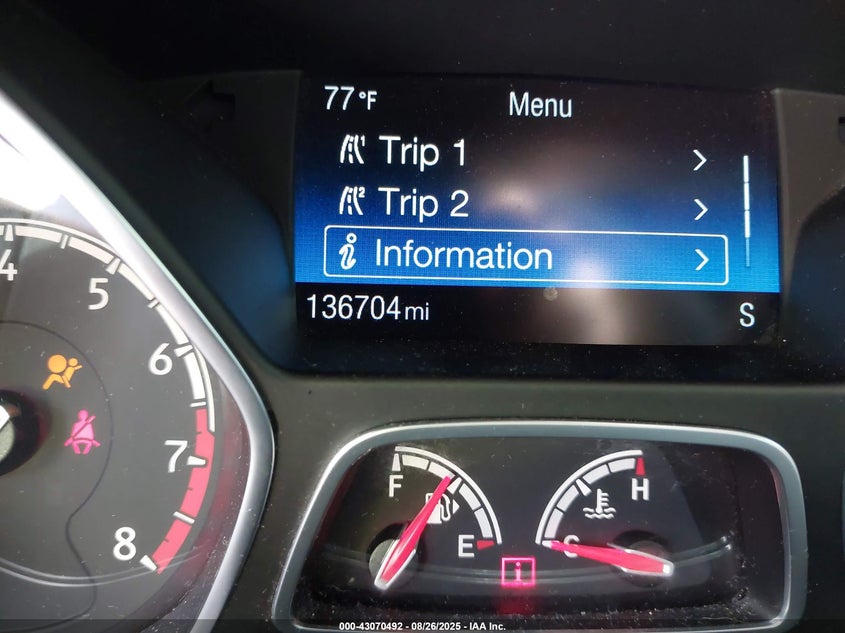 77°F Menu
Trip 1
Trip 2
i Information
136704 mi S
4
5
6
7
8
F
E
i
C
H
000-43070492 - 08/26/2025 - IAA Inc.